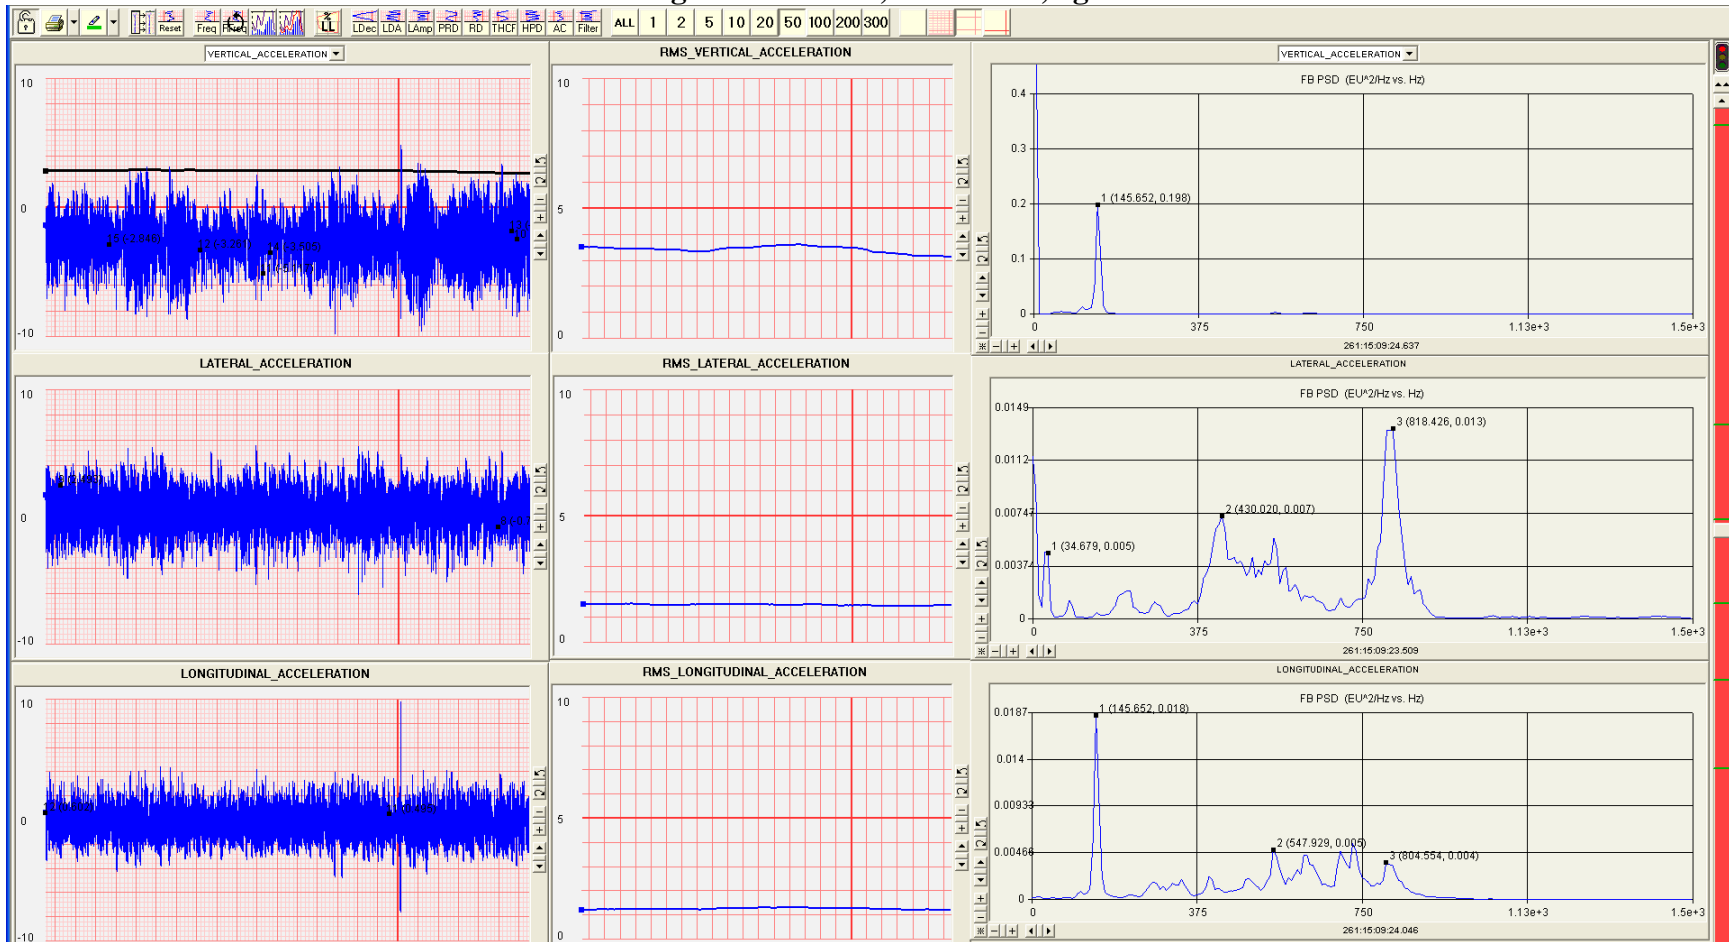 Reset Freq LDec LDA LAmp PRD RD THCF HPD AC Filter ALL 1 2 5 10 20 50 100 200 300
VERTICAL_ACCELERATION
10
0
-10
15 (-2.946)
RMS_VERTICAL_ACCELERATION
10
5
0
VERTICAL_ACCELERATION
FB PSD (EU^2/Hz vs. Hz)
0.4
0.3
0.2
0.1
0
1 (145.652, 0.198)
0 375 750 1.13e+3 1.5e+3
261:15:09:24.637
LATERAL_ACCELERATION
10
0
-10
RMS_LATERAL_ACCELERATION
10
5
0
LATERAL_ACCELERATION
FB PSD (EU^2/Hz vs. Hz)
0.0149
0.0112
0.00747
0.00374
0
1 (34.679, 0.005)
2 (430.020, 0.007)
3 (818.426, 0.013)
0 375 750 1.13e+3 1.5e+3
261:15:09:23.509
LONGITUDINAL_ACCELERATION
10
0
-10
RMS_LONGITUDINAL_ACCELERATION
10
5
0
LONGITUDINAL_ACCELERATION
FB PSD (EU^2/Hz vs. Hz)
0.0187
0.014
0.00933
0.00466
0
1 (145.652, 0.018)
2 (547.929, 0.005)
3 (804.554, 0.004)
0 375 750 1.13e+3 1.5e+3
261:15:09:24.046